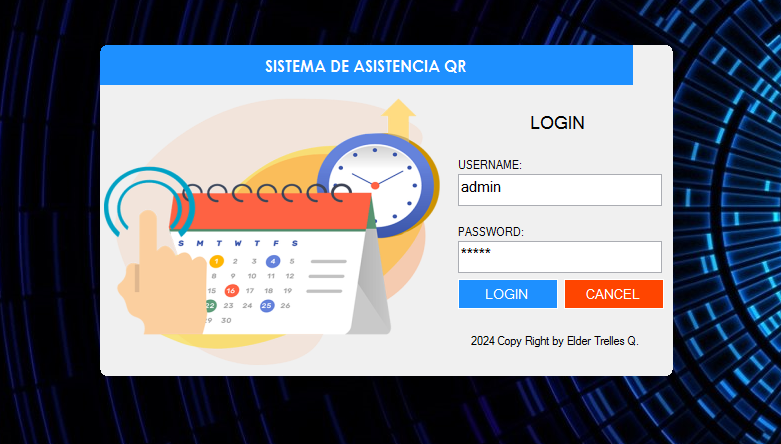 SISTEMA DE ASISTENCIA QR
LOGIN
USERNAME:
admin
PASSWORD:
*****
LOGIN CANCEL
2024 Copy Right by Elder Trelles Q.
S M T W T F S
1 2 3 4 5
8 9 10 11 12
15 16 17 18 19
22 23 24 25 26
29 30